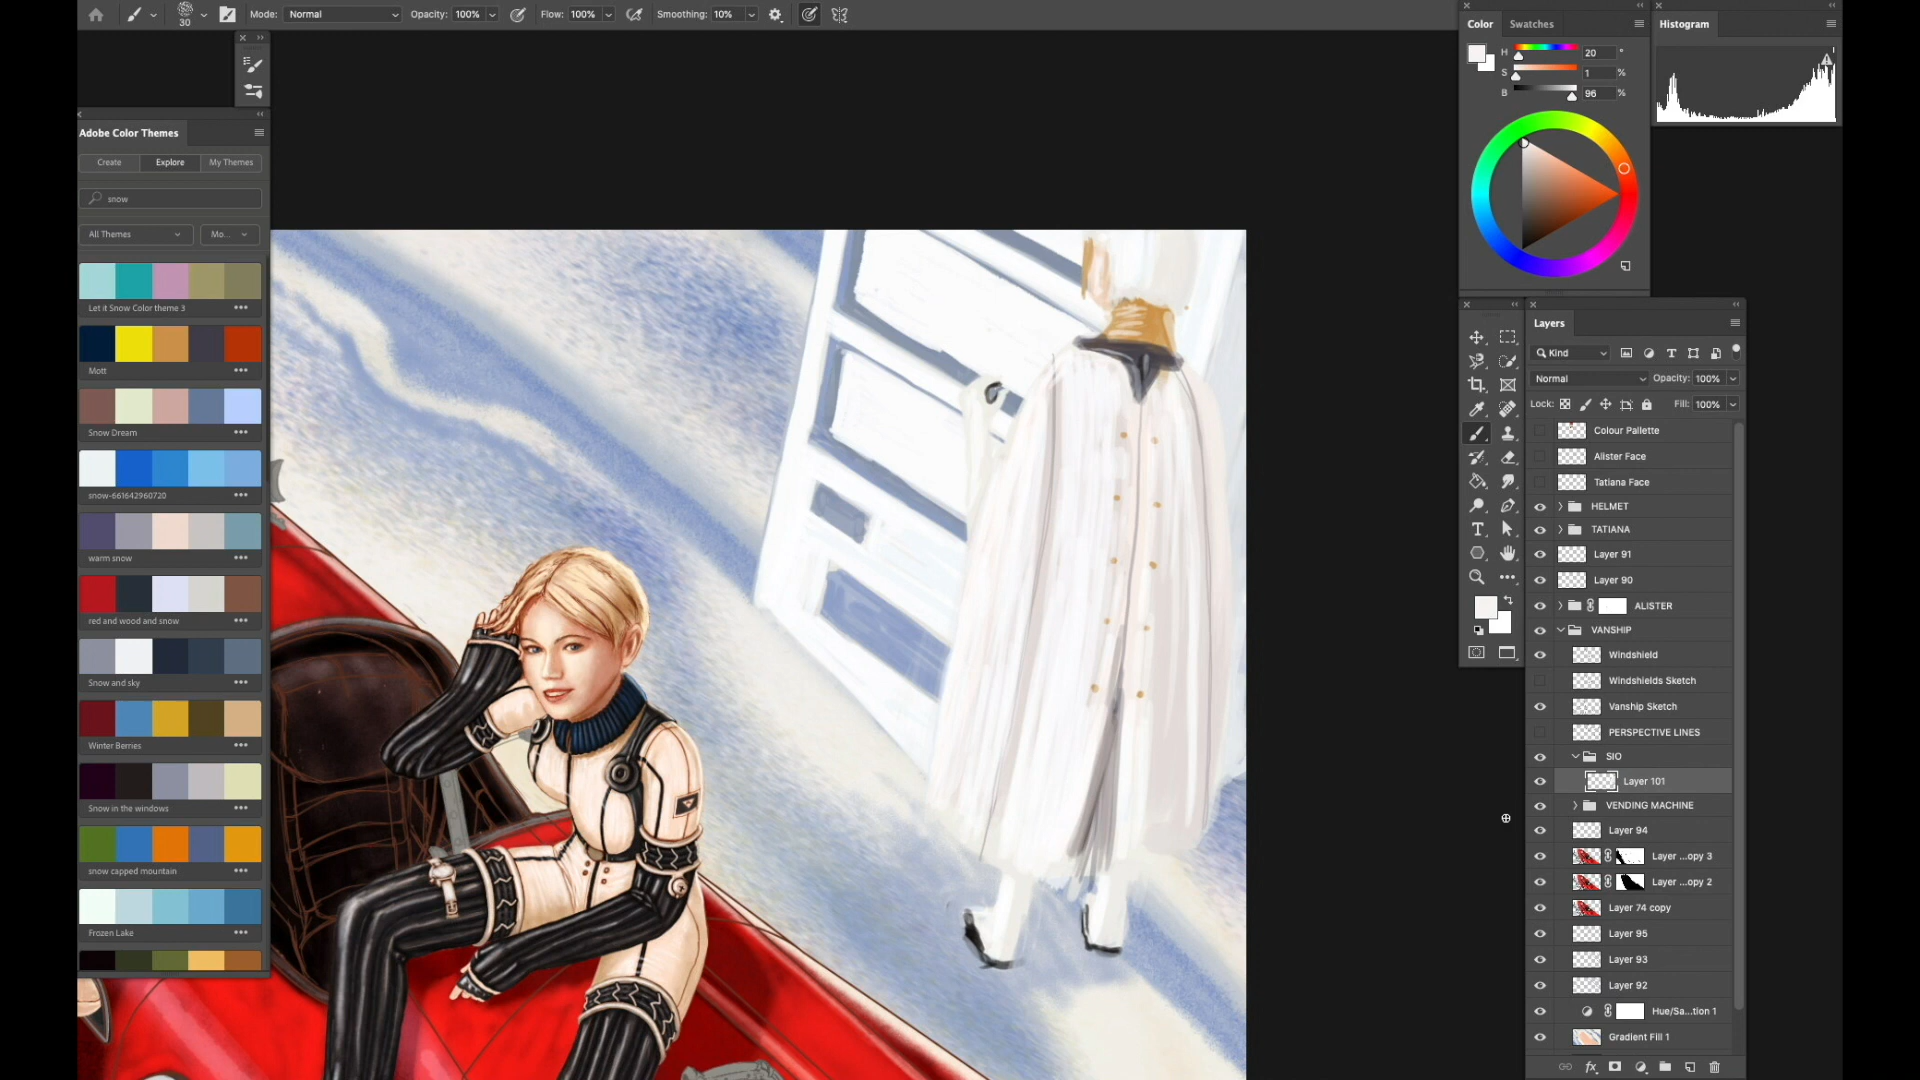 30
Mode:
Normal
Opacity:
100%
Flow:
100%
Smoothing:
10%
Color
Swatches
Histogram
H
20
°
S
1
%
B
96
%
Adobe Color Themes
Create
Explore
My Themes
snow
All Themes
Mo...
Let it Snow Color theme 3
Mott
Snow Dream
snow-661642960720
warm snow
red and wood and snow
Snow and sky
Winter Berries
Snow in the windows
snow capped mountain
Frozen Lake
Layers
Kind
Normal
Opacity:
100%
Lock:
Fill:
100%
Colour Pallette
Alister Face
Tatiana Face
HELMET
TATIANA
Layer 91
Layer 90
ALISTER
VANSHIP
Windshield
Windshields Sketch
Vanship Sketch
PERSPECTIVE LINES
SIO
Layer 101
VENDING MACHINE
Layer 94
Layer ...opy 3
Layer ...opy 2
Layer 74 copy
Layer 95
Layer 93
Layer 92
Hue/Sa...tion 1
Gradient Fill 1
fx